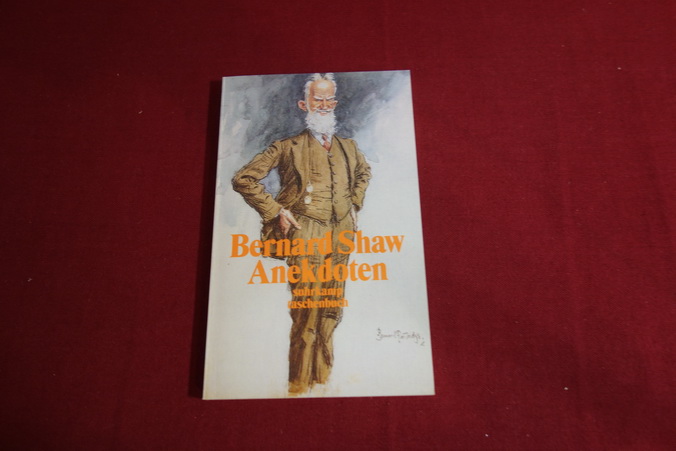 Bernard Shaw
Anekdoten
suhrkamp
taschenbuch